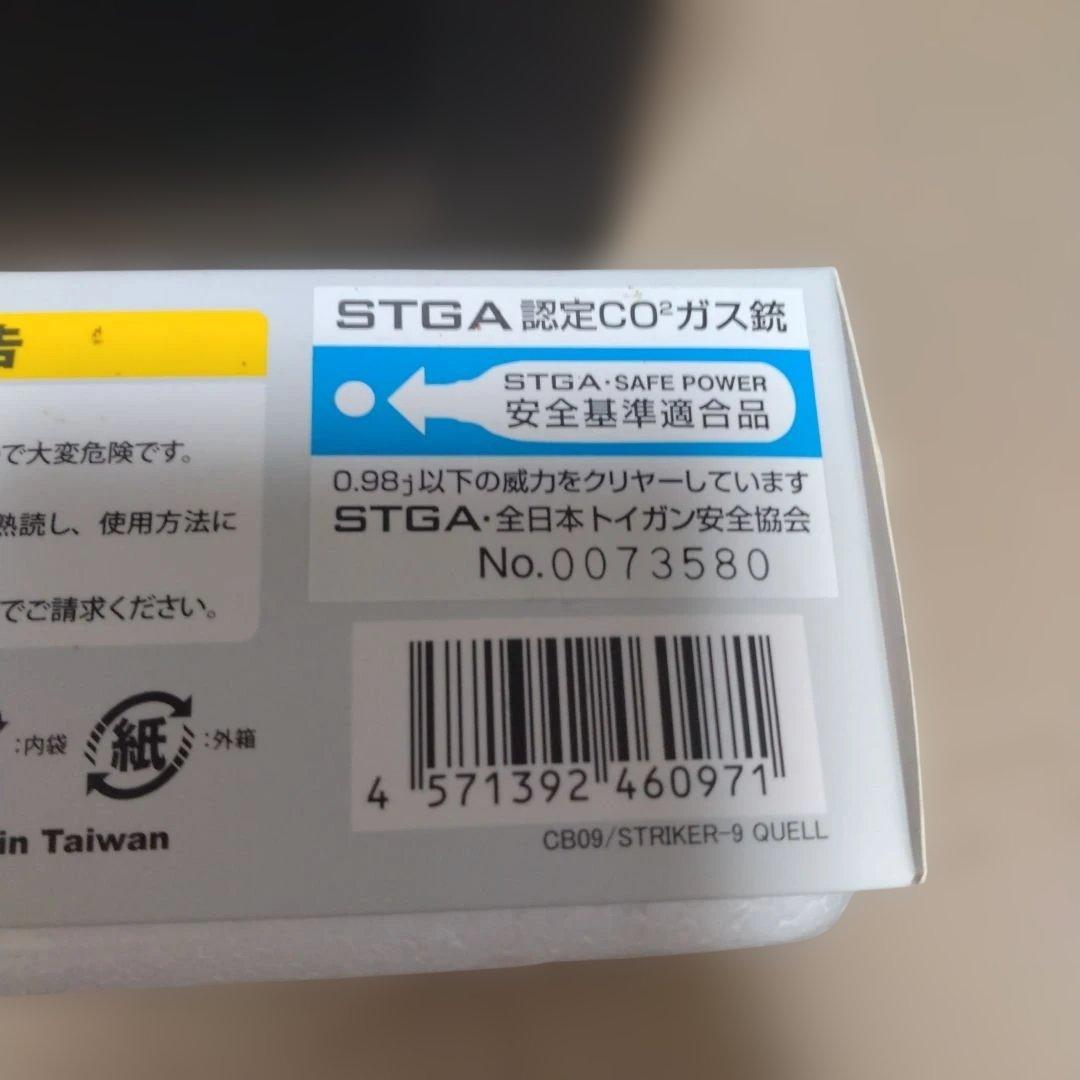 告
STGA 認定CO²ガス銃
STGA・SAFE POWER
安全基準適合品
で大変危険です。
0.98j以下の威力をクリヤーしています
熟読し、使用方法に
STGA・全日本トイガン安全協会
No.0073580
でご請求ください。
:内袋
紙
:外箱
4 571392 460971
in Taiwan
CB09/STRIKER-9 QUELL